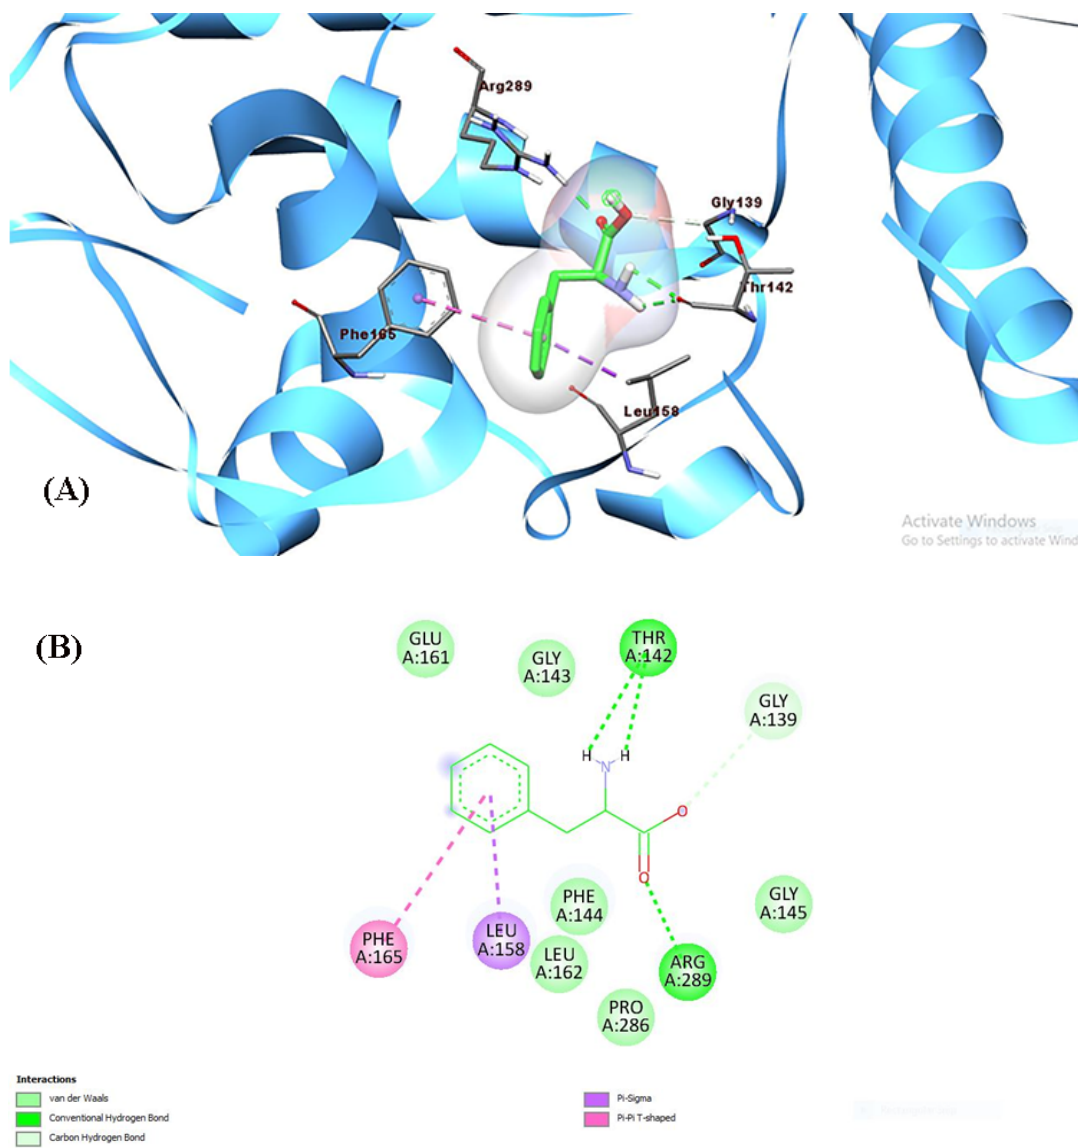 Arg289
Gly139
Thr142
Phe165
Leu158
(A)
Activate Windows
Go to Settings to activate Wind
(B)
GLU
A:161
GLY
A:143
THR
A:142
GLY
A:139
H H
N
O
O
PHE
A:144
GLY
A:145
PHE
A:165
LEU
A:158
LEU
A:162
ARG
A:289
PRO
A:286
Interactions
van der Waals
Conventional Hydrogen Bond
Carbon Hydrogen Bond
Pi-Sigma
Pi-Pi T-shaped